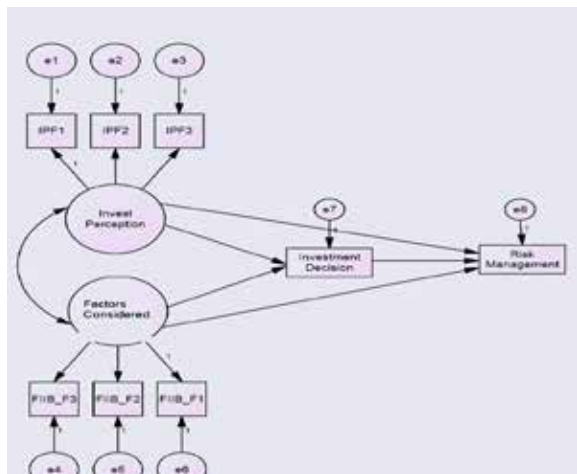 e1 e2 e3
1 1 1
IPF1 IPF2 IPF3
1
Invest
Perception
e7
1
e8
1
Investment
Decision
Risk
Management
Factors
Considered
1
FIIB_F3 FIIB_F2 FIIB_F1
1 1 1
e4 e5 e6